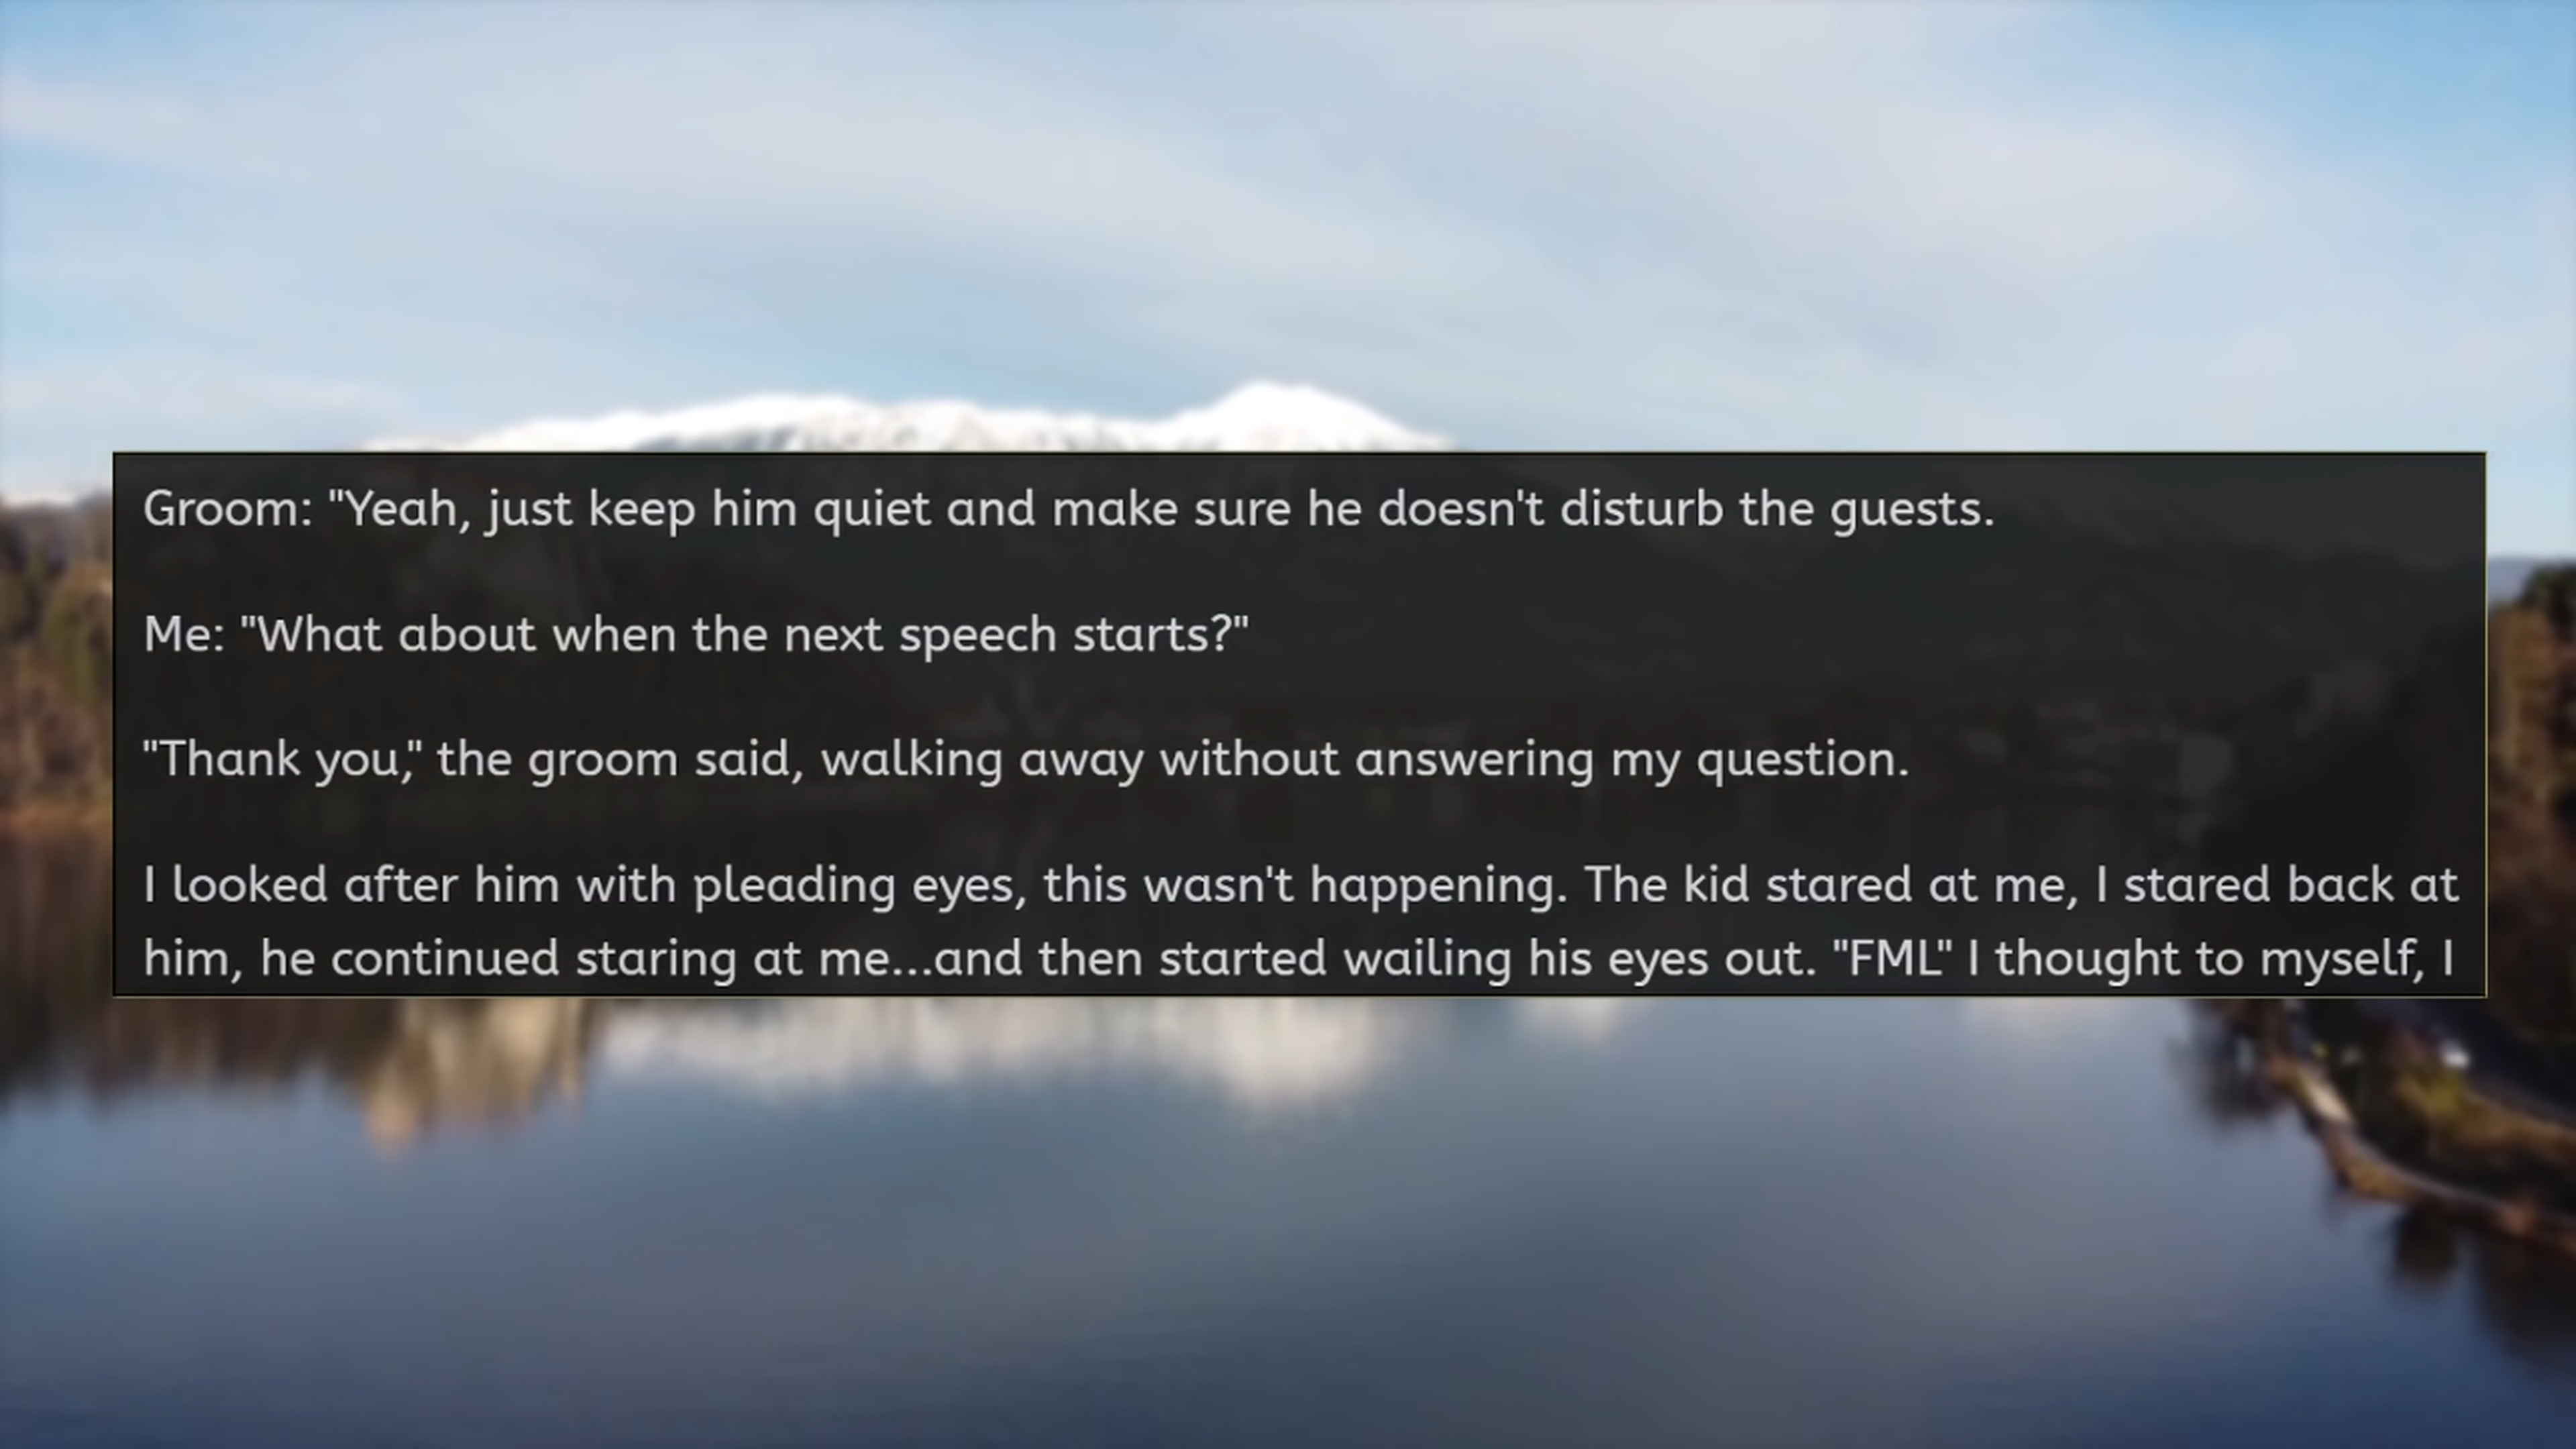 Groom: "Yeah, just keep him quiet and make sure he doesn't disturb the guests.
Me: "What about when the next speech starts?"
"Thank you," the groom said, walking away without answering my question.
I looked after him with pleading eyes, this wasn't happening. The kid stared at me, I stared back at
him, he continued staring at me...and then started wailing his eyes out. "FML" I thought to myself, I